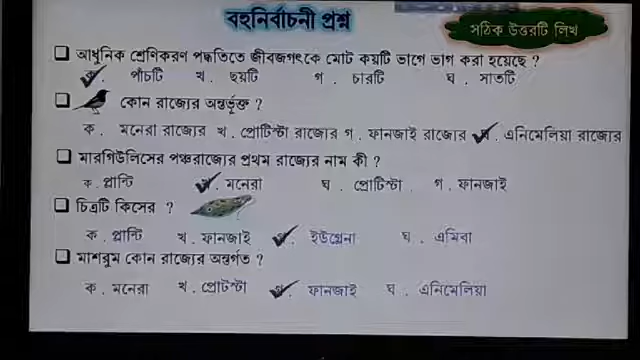 বহুনির্বাচনী প্রশ্ন
সঠিক উত্তরটি লিখ
আধুনিক শ্রেণিকরণ পদ্ধতিতে জীবজগৎকে মোট কয়টি ভাগে ভাগ করা হয়েছে ?
পাঁচটি খ . ছয়টি গ . চারটি ঘ . সাতটি
কোন রাজ্যের অন্তর্ভূক্ত ?
ক . মনেরা রাজ্যের খ . প্রোটিস্টা রাজ্যের গ . ফানজাই রাজ্যের ঘ . এনিমেলিয়া রাজ্যের
মারগিউলিসের পঞ্চরাজ্যের প্রথম রাজ্যের নাম কী ?
ক . প্লান্টি মনেরা ঘ . প্রোটিস্টা গ . ফানজাই
চিত্রটি কিসের ?
ক . প্লান্টি খ . ফানজাই গ . ইউগ্লেনা ঘ . এমিবা
মাশরুম কোন রাজ্যের অন্তর্গত ?
ক . মনেরা খ . প্রোটস্টা গ . ফানজাই ঘ . এনিমেলিয়া